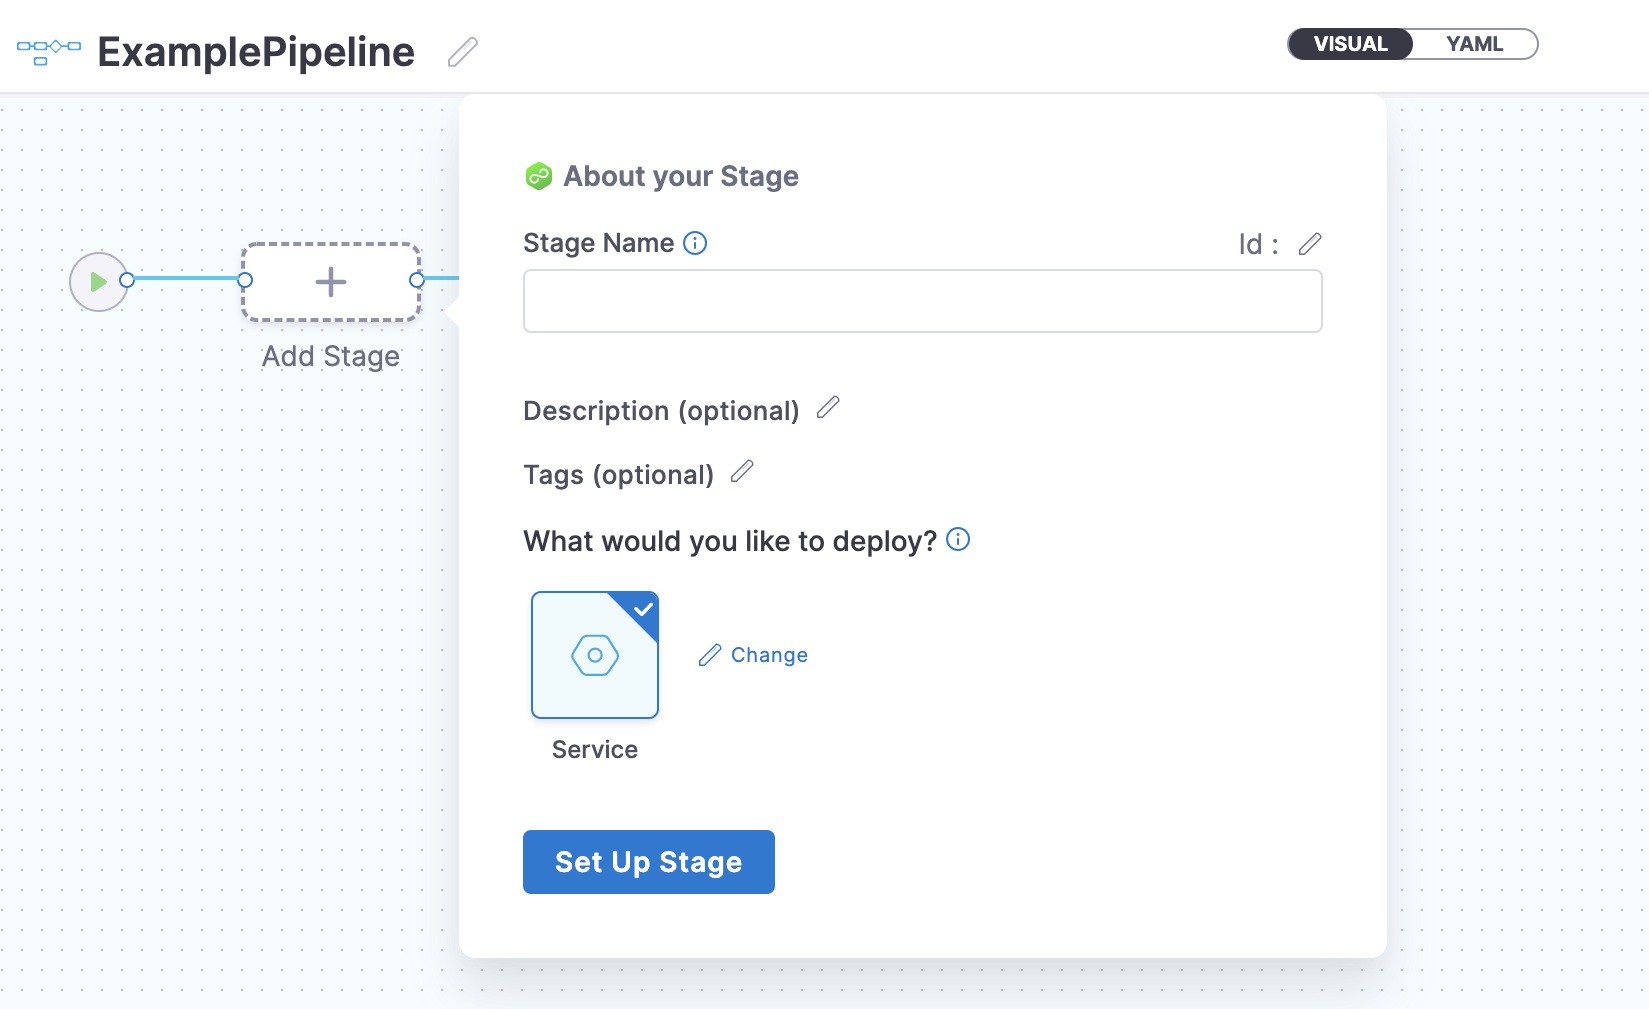 ExamplePipeline
VISUAL YAML
About your Stage
Stage Name
Id :
Add Stage
Description (optional)
Tags (optional)
What would you like to deploy?
Change
Service
Set Up Stage